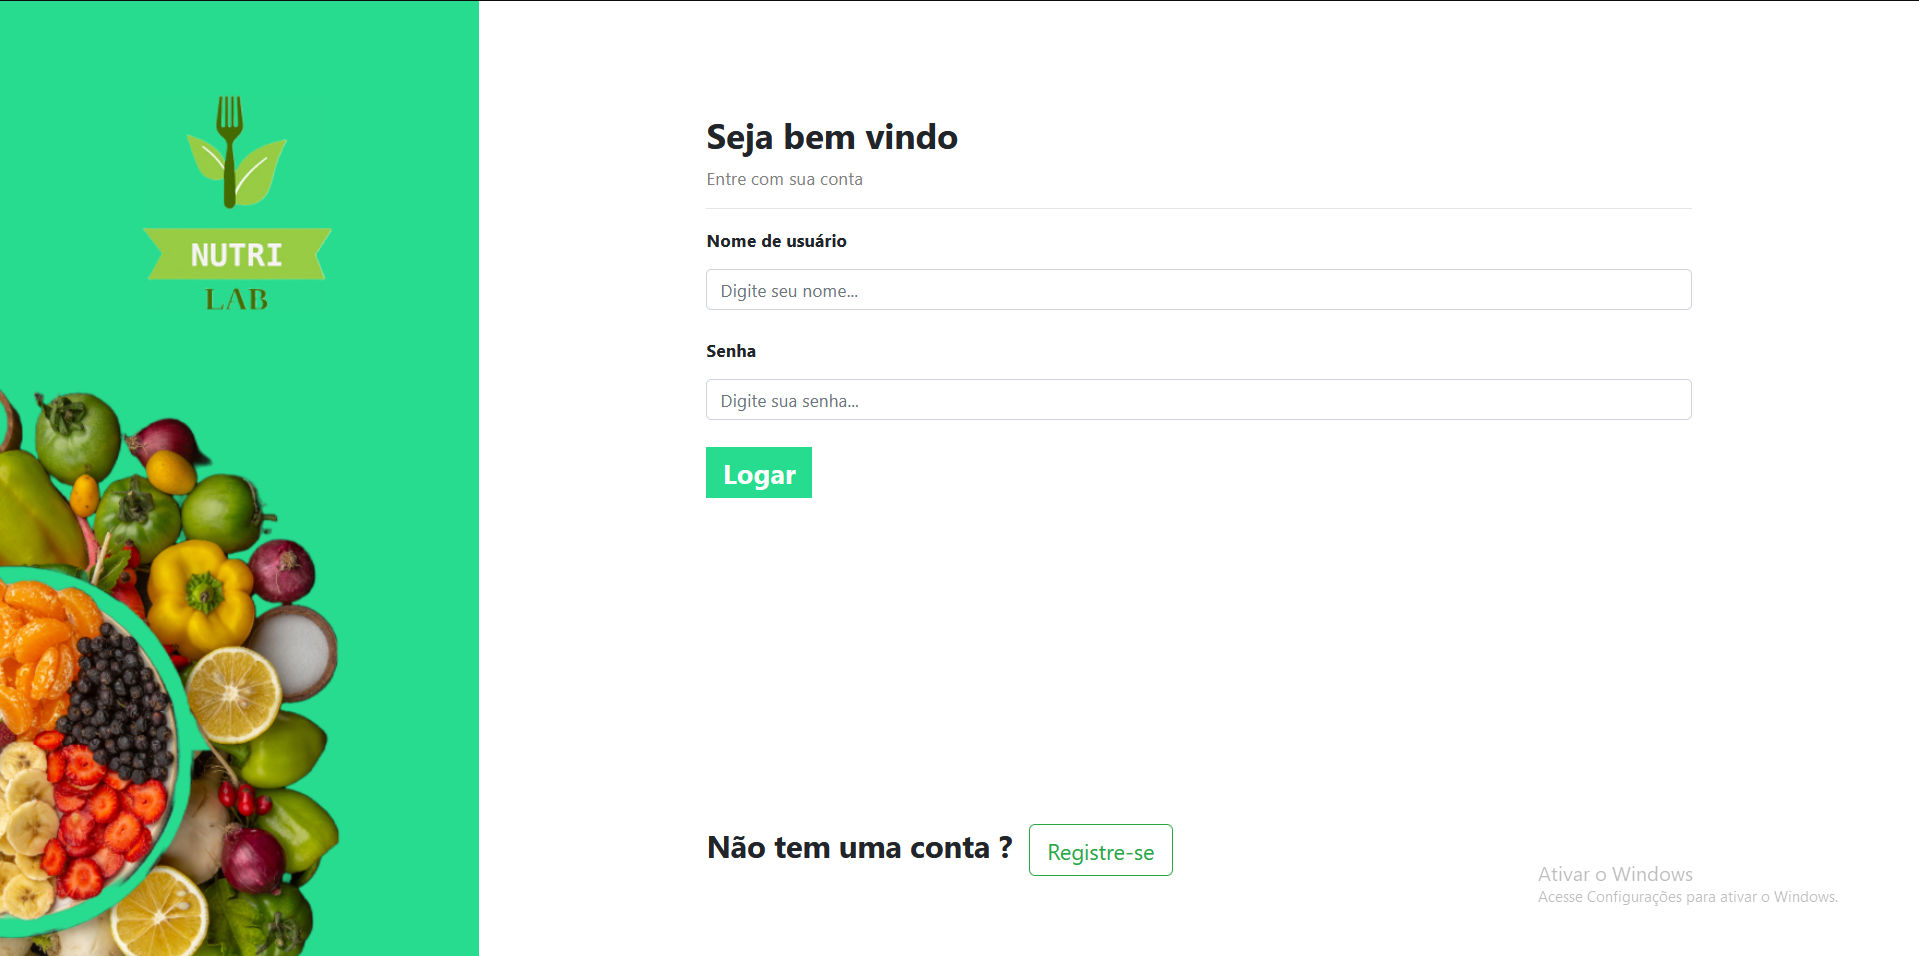 NUTRI
LAB
Seja bem vindo
Entre com sua conta
Nome de usuário
Digite seu nome...
Senha
Digite sua senha...
Logar
Não tem uma conta ?
Registre-se
Ativar o Windows
Acesse Configurações para ativar o Windows.